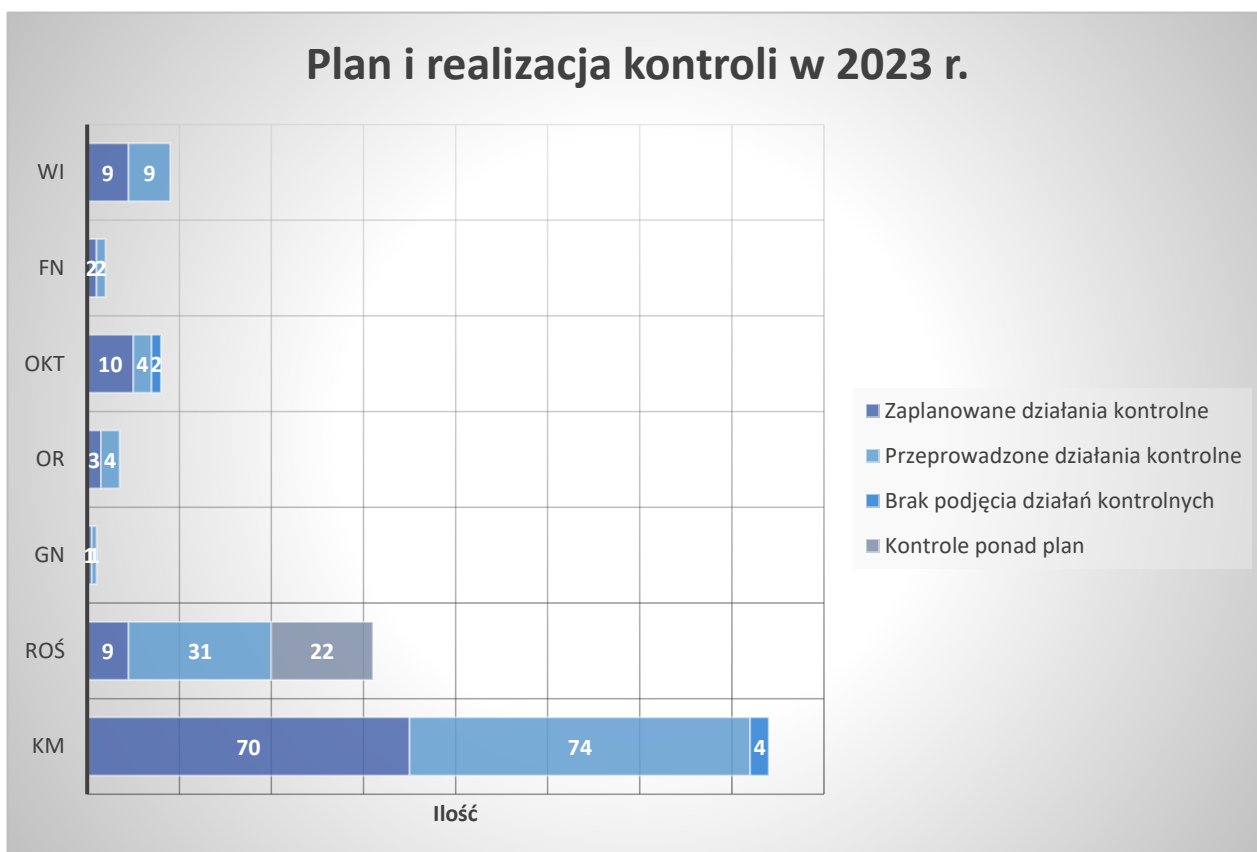 Plan i realizacja kontroli w 2023 r.
WI 9 9
FN 2 2
OKT 10 4 2
OR 3 4
GN 1 1
ROŚ 9 31 22
KM 70 74 4
Ilość
Zaplanowane działania kontrolne
Przeprowadzone działania kontrolne
Brak podjęcia działań kontrolnych
Kontrole ponad plan